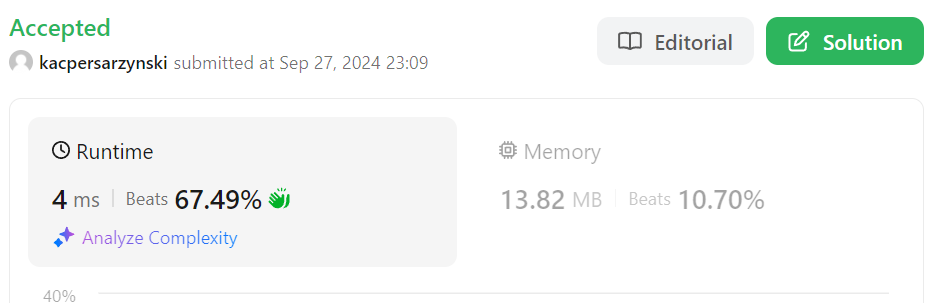 Accepted
kacpersarzynski submitted at Sep 27, 2024 23:09
Editorial
Solution
Runtime
4 ms Beats 67.49%
Analyze Complexity
Memory
13.82 MB Beats 10.70%
40%